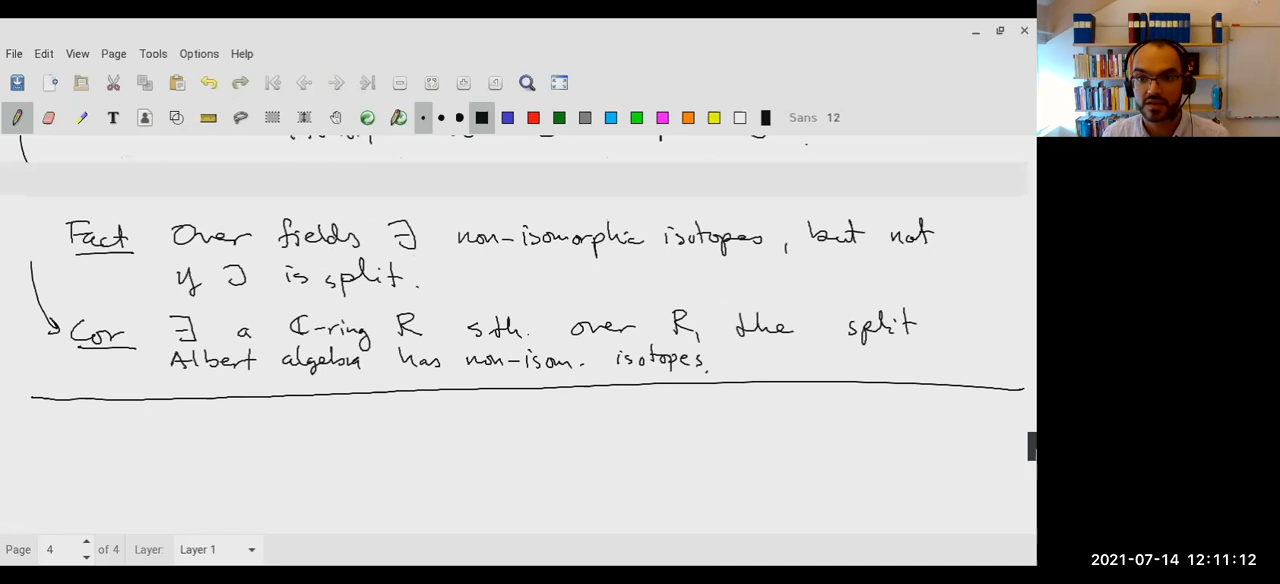 File Edit View Page Tools Options Help
Sans 12
Fact Over fields ∃ non-isomorphic isotopes, but not
if J is split.
Cor ∃ a ℂ-ring R sth. over R, the split
Albert algebra has non-isom. isotopes.
Page 4 of 4 Layer: Layer 1
2021-07-14 12:11:12